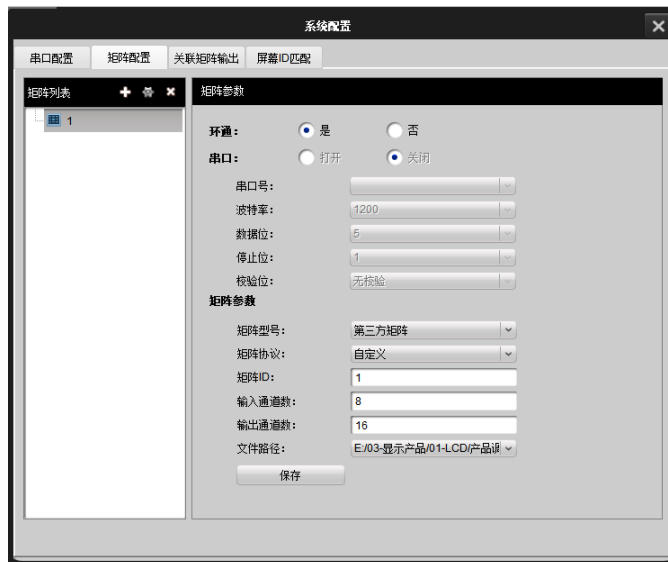 系统配置
串口配置 矩阵配置 关联矩阵输出 屏幕ID匹配
矩阵列表 矩阵参数
1
环通: 是 否
串口: 打开 关闭
串口号:
波特率: 1200
数据位: 5
停止位: 1
校验位: 无校验
矩阵参数
矩阵型号: 第三方矩阵
矩阵协议: 自定义
矩阵ID: 1
输入通道数: 8
输出通道数: 16
文件路径: E:/03-显示产品/01-LCD/产品调
保存